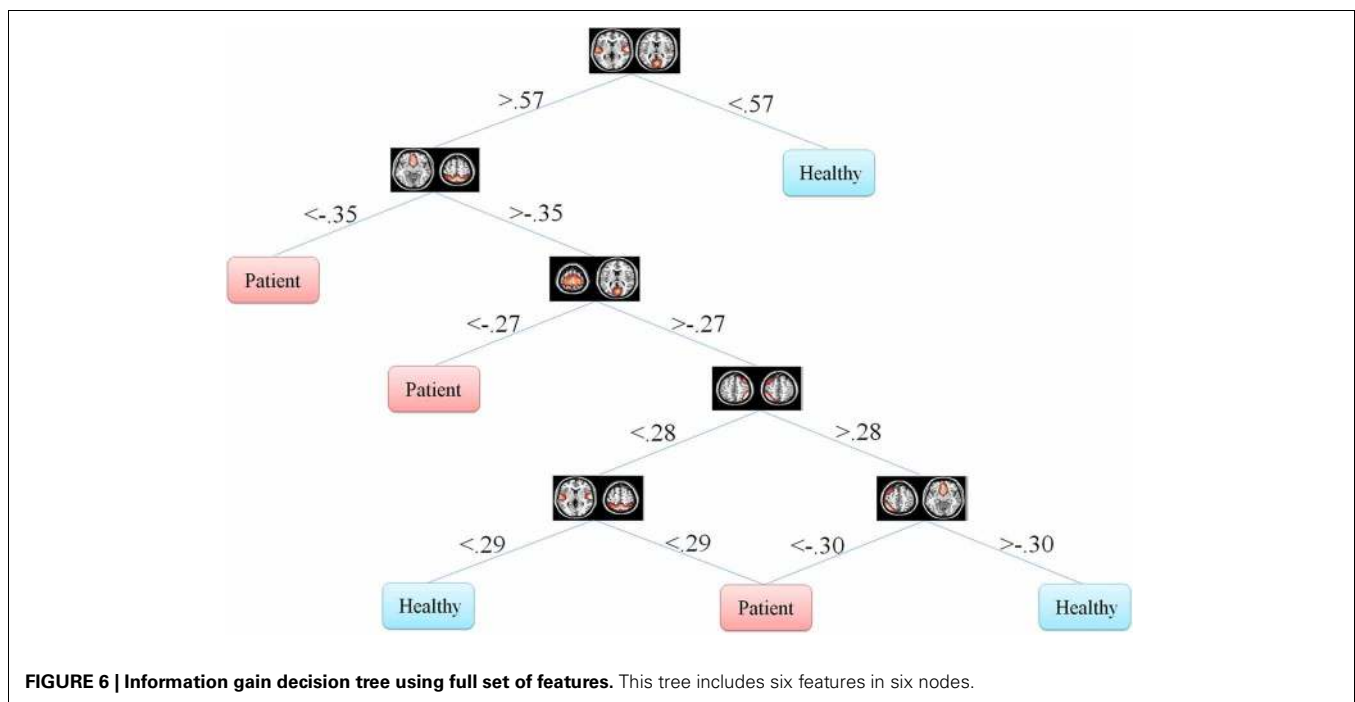 >.57
<.57
Healthy
<-.35
>-.35
Patient
<-.27
>-.27
Patient
<.28
>.28
<.29
<.29
<-.30
>-.30
Healthy
Patient
Healthy
FIGURE 6 | Information gain decision tree using full set of features. This tree includes six features in six nodes.